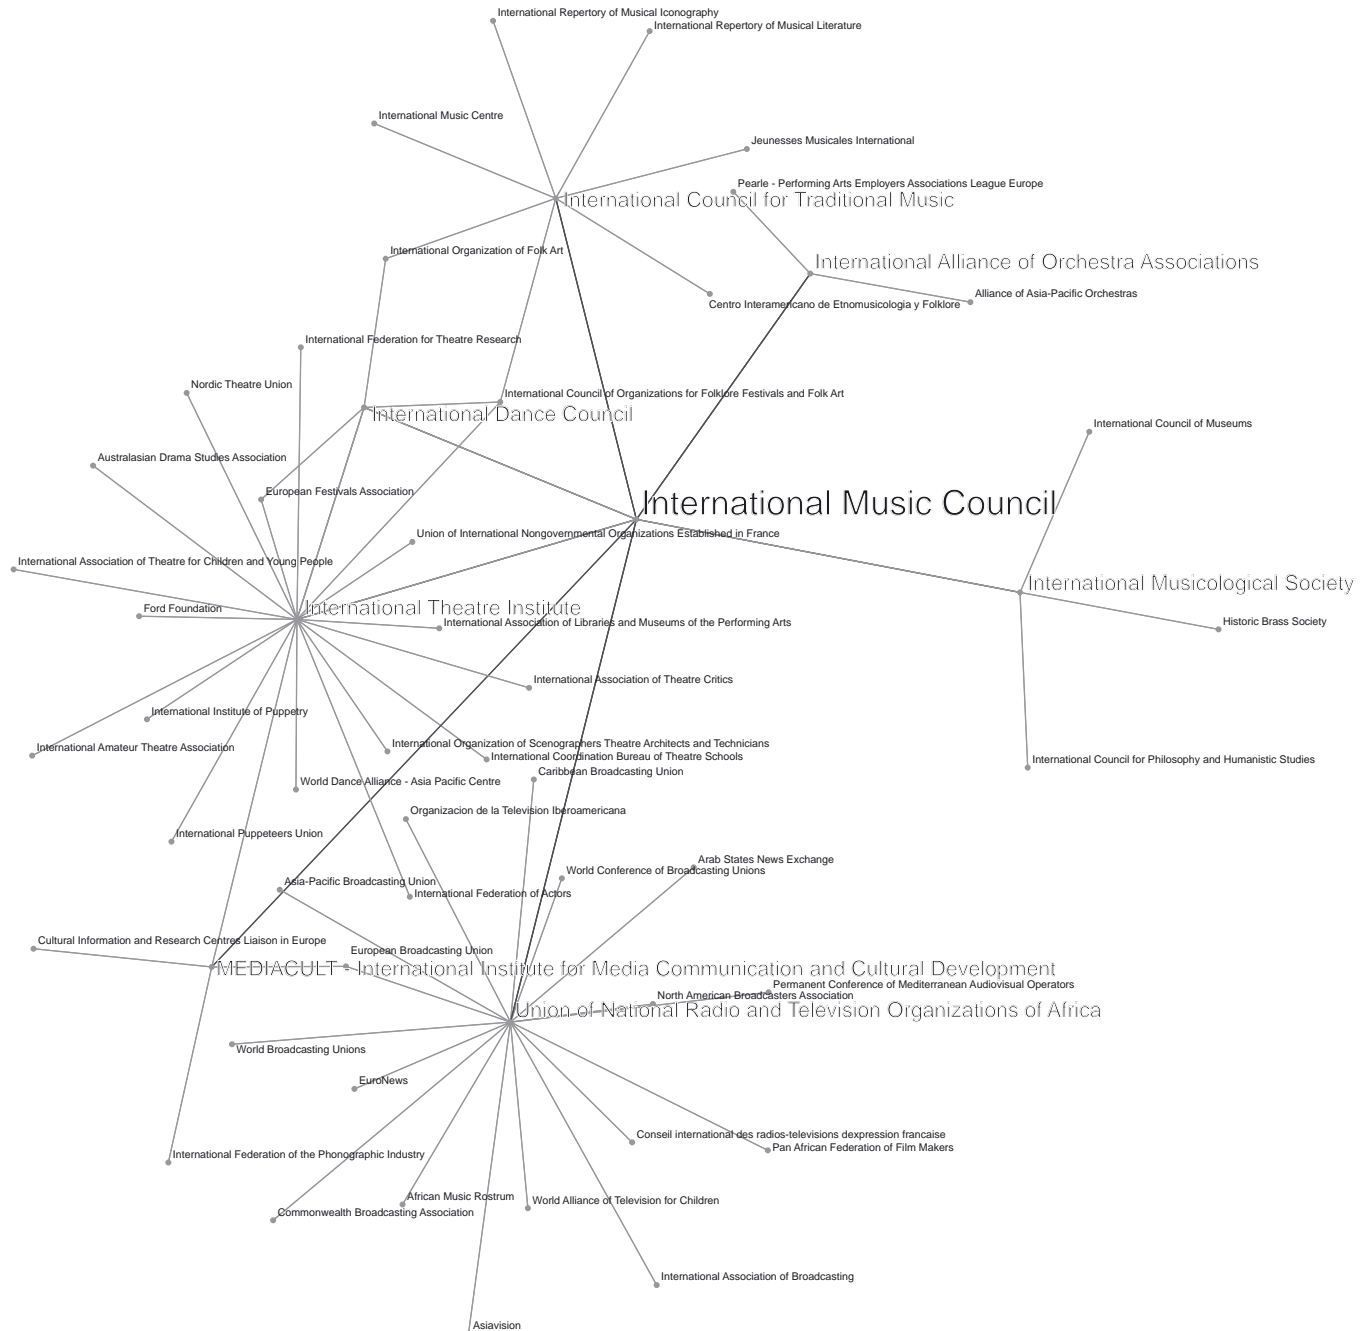 International Repertory of Musical Iconography
International Repertory of Musical Literature
International Music Centre
Jeunesses Musicales International
Pearle - Performing Arts Employers Associations League Europe
International Council for Traditional Music
International Organization of Folk Art
International Alliance of Orchestra Associations
Alliance of Asia-Pacific Orchestras
Centro Interamericano de Etnomusicologia y Folklore
International Federation for Theatre Research
Nordic Theatre Union
International Council of Organizations for Folklore Festivals and Folk Art
International Dance Council
International Council of Museums
Australasian Drama Studies Association
European Festivals Association
International Music Council
Union of International Nongovernmental Organizations Established in France
International Association of Theatre for Children and Young People
International Musicological Society
Ford Foundation
International Theatre Institute
International Association of Libraries and Museums of the Performing Arts
Historic Brass Society
International Association of Theatre Critics
International Institute of Puppetry
International Amateur Theatre Association
International Organization of Scenographers Theatre Architects and Technicians
International Coordination Bureau of Theatre Schools
International Council for Philosophy and Humanistic Studies
Caribbean Broadcasting Union
World Dance Alliance - Asia Pacific Centre
Organizacion de la Television Iberoamericana
International Puppeteers Union
Arab States News Exchange
World Conference of Broadcasting Unions
Asia-Pacific Broadcasting Union
International Federation of Actors
Cultural Information and Research Centres Liaison in Europe
European Broadcasting Union
MEDIACULT - International Institute for Media Communication and Cultural Development
Permanent Conference of Mediterranean Audiovisual Operators
North American Broadcasters Association
Union of National Radio and Television Organizations of Africa
World Broadcasting Unions
EuroNews
Conseil international des radios-televisions dexpression francaise
Pan African Federation of Film Makers
International Federation of the Phonographic Industry
African Music Rostrum
World Alliance of Television for Children
Commonwealth Broadcasting Association
International Association of Broadcasting
Asiavision